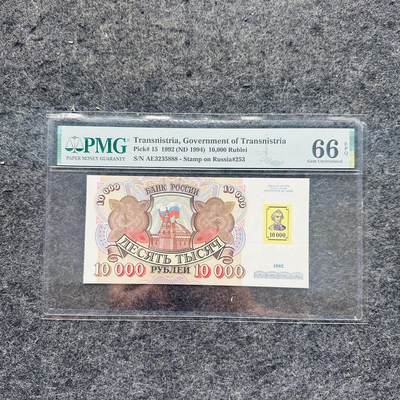 PMG
PAPER MONEY GUARANTY
Transnistria, Government of Transnistria
Pick# 15 1992 (ND 1994) 10,000 Rublei
S/N AE3235888 - Stamp on Russia#253
66 EPQ
Gem Uncirculated
10 000
БАНК РОССИИ
10 000
ДЕСЯТЬ ТЫСЯЧ
10 000 РУБЛЕЙ 10 000
10 000
1992